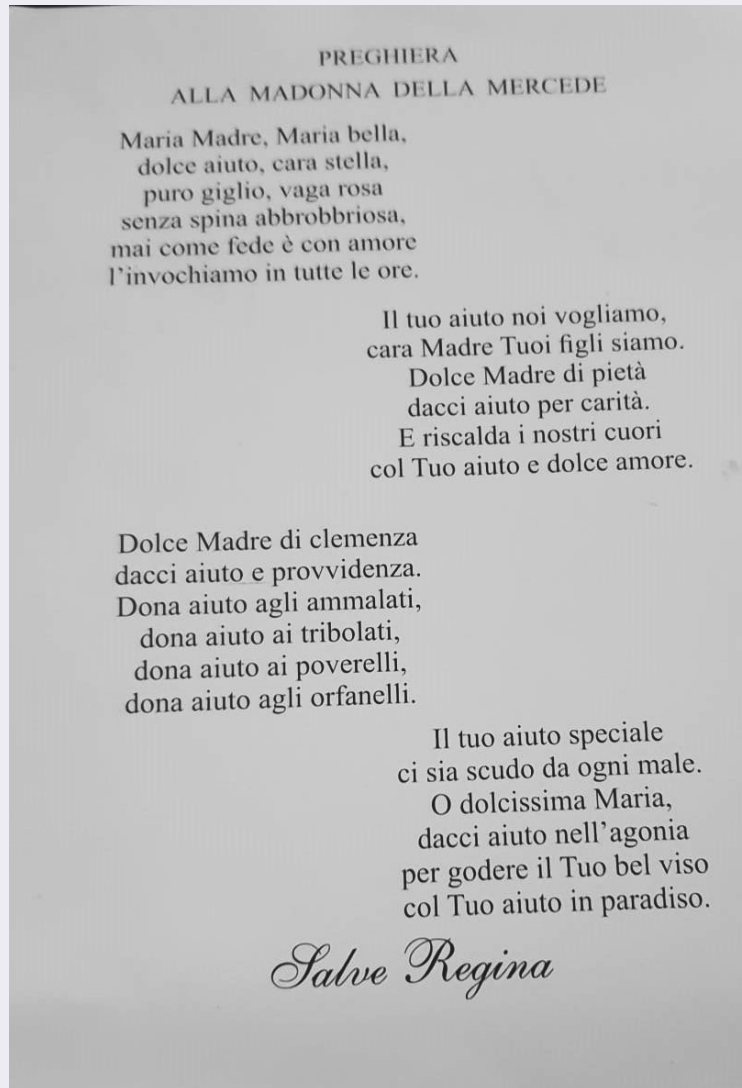 PREGHIERA
ALLA MADONNA DELLA MERCEDE
Maria Madre, Maria bella,
dolce aiuto, cara stella,
puro giglio, vaga rosa
senza spina abbrobbriosa,
mai come fede è con amore
l'invochiamo in tutte le ore.
Il tuo aiuto noi vogliamo,
cara Madre Tuoi figli siamo.
Dolce Madre di pietà
dacci aiuto per carità.
E riscalda i nostri cuori
col Tuo aiuto e dolce amore.
Dolce Madre di clemenza
dacci aiuto e provvidenza.
Dona aiuto agli ammalati,
dona aiuto ai tribolati,
dona aiuto ai poverelli,
dona aiuto agli orfanelli.
Il tuo aiuto speciale
ci sia scudo da ogni male.
O dolcissima Maria,
dacci aiuto nell'agonia
per godere il Tuo bel viso
col Tuo aiuto in paradiso.
Salve Regina